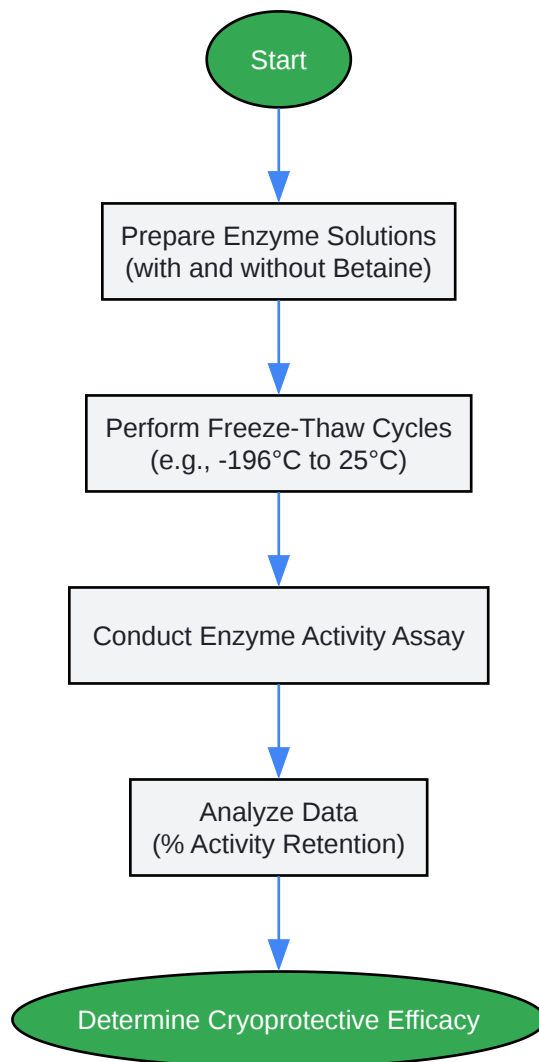 Start
Prepare Enzyme Solutions
(with and without Betaine)
Perform Freeze-Thaw Cycles
(e.g., -196°C to 25°C)
Conduct Enzyme Activity Assay
Analyze Data
(% Activity Retention)
Determine Cryoprotective Efficacy